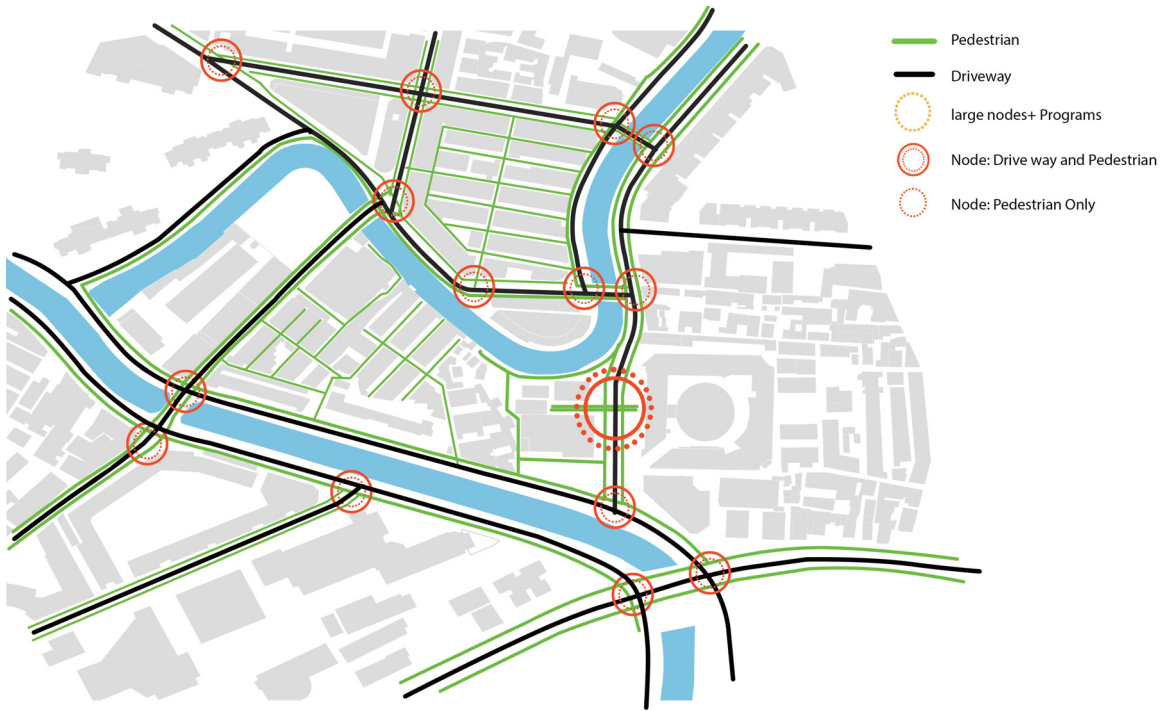 Pedestrian
Driveway
large nodes+ Programs
Node: Drive way and Pedestrian
Node: Pedestrian Only